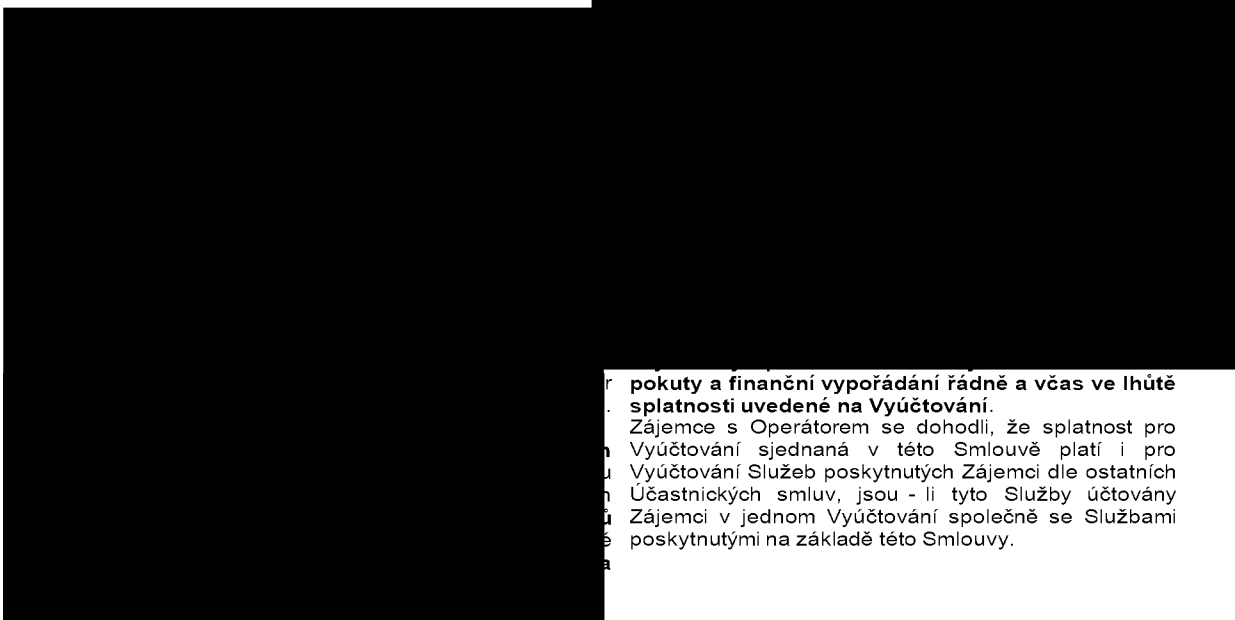 pokuty a finanční vypořádání řádně a včas ve lhůtě
splatnosti uvedené na Vyúčtování.
Zájemce s Operátorem se dohodli, že splatnost pro
Vyúčtování sjednaná v této Smlouvě platí i pro
Vyúčtování Služeb poskytnutých Zájemci dle ostatních
Účastnických smluv, jsou - li tyto Služby účtovány
Zájemci v jednom Vyúčtování společně se Službami
poskytnutými na základě této Smlouvy.